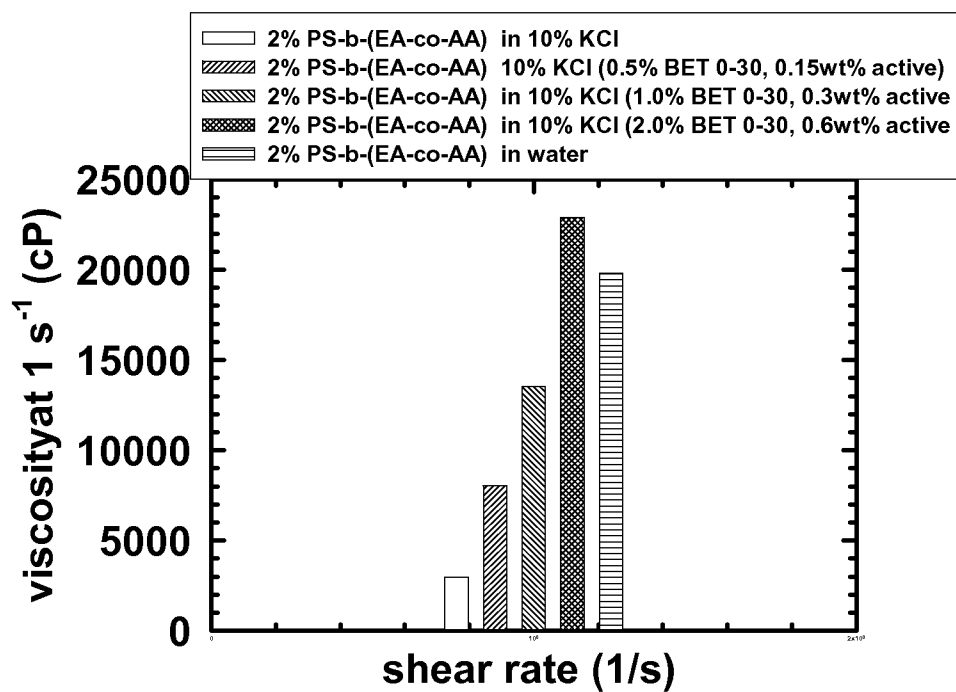 2% PS-b-(EA-co-AA) in 10% KCl
2% PS-b-(EA-co-AA) 10% KCl (0.5% BET 0-30, 0.15wt% active)
2% PS-b-(EA-co-AA) in 10% KCl (1.0% BET 0-30, 0.3wt% active
2% PS-b-(EA-co-AA) in 10% KCl (2.0% BET 0-30, 0.6wt% active
2% PS-b-(EA-co-AA) in water
viscosityat 1 s⁻¹ (cP)
25000
20000
15000
10000
5000
0
0
2x10⁰
shear rate (1/s)